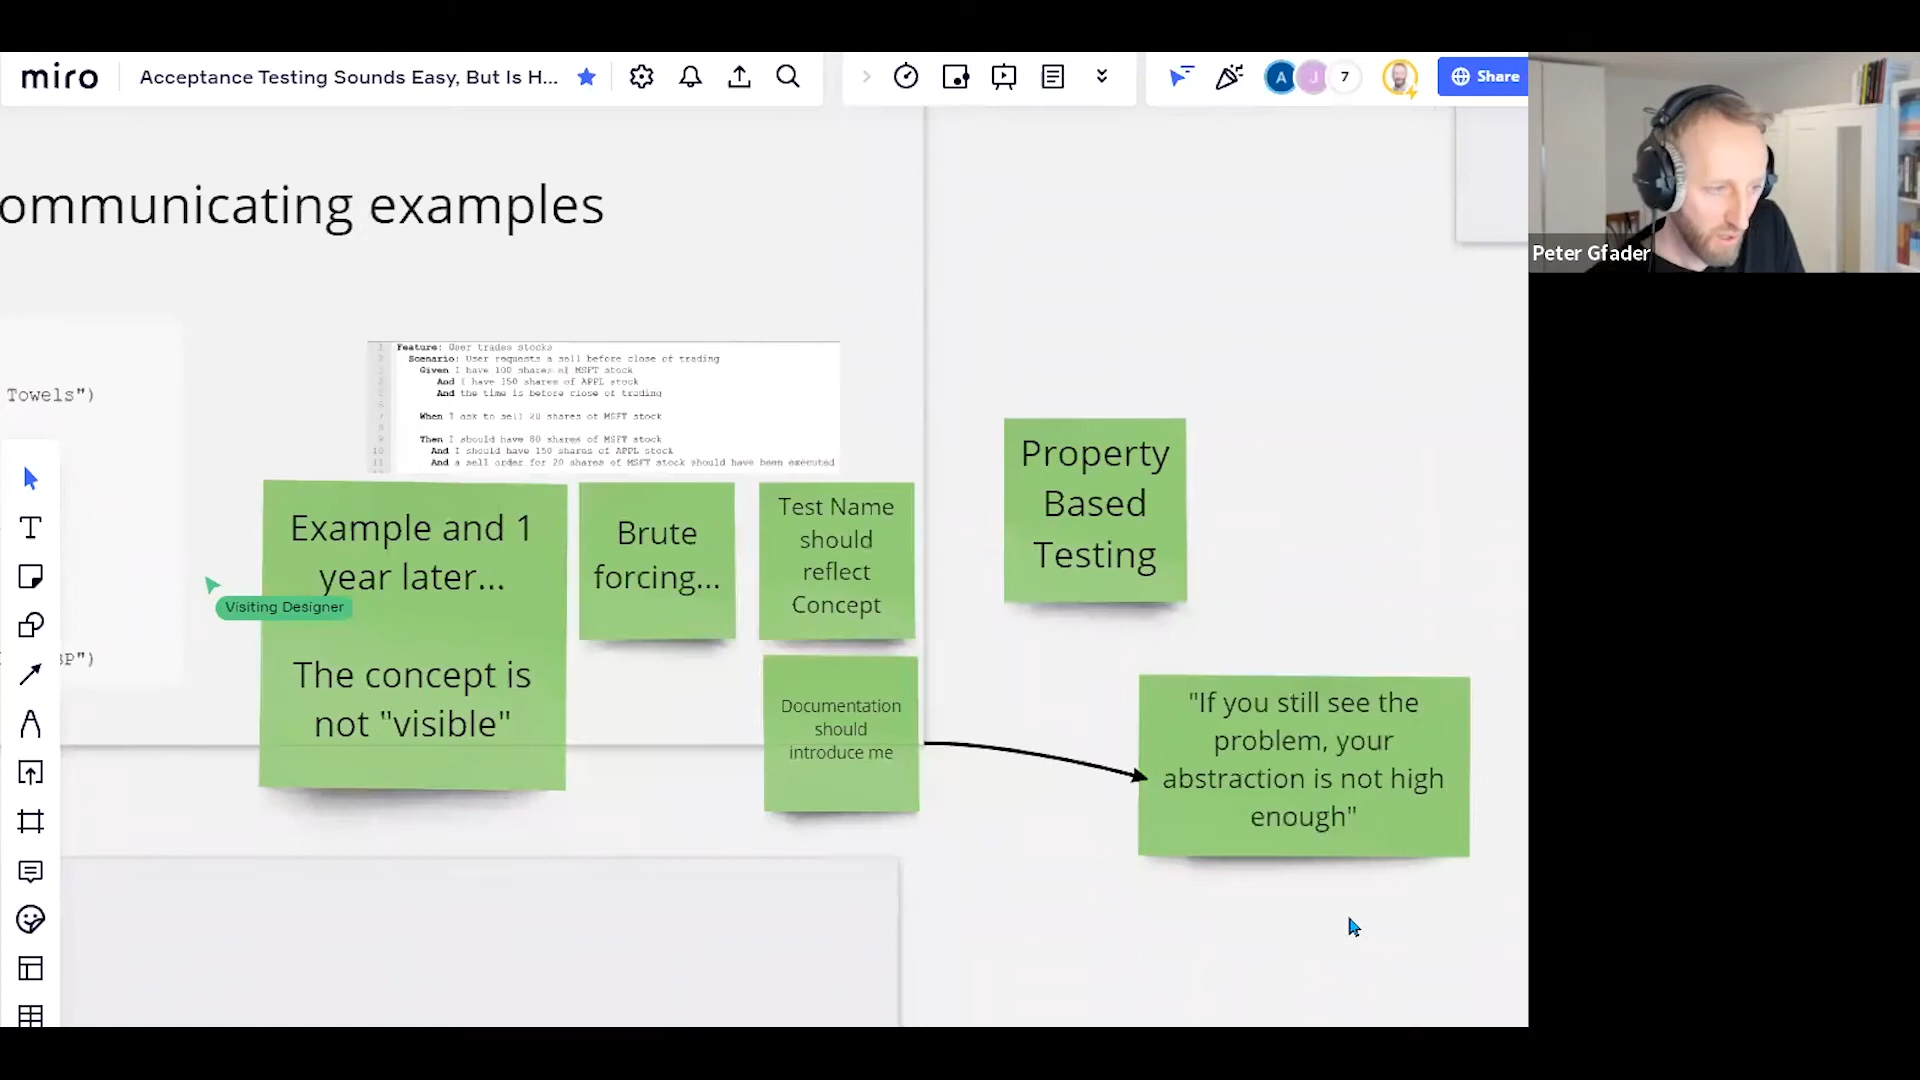 miro
Acceptance Testing Sounds Easy, But Is H...
A
J
7
Share
Peter Gfader
ommunicating examples
Towels")
BP")
1 Feature: User trades stocks
Scenario: User requests a sell before close of trading
Given I have 100 shares of MSFT stock
And I have 150 shares of APPL stock
And the time is before close of trading
When I ask to sell 20 shares of MSFT stock
Then I should have 80 shares of MSFT stock
10 And I should have 150 shares of APPL stock
11 And a sell order for 20 shares of MSFT stock should have been executed
Example and 1
year later...
The concept is
not "visible"
Visiting Designer
Brute
forcing...
Test Name
should
reflect
Concept
Documentation
should
introduce me
Property
Based
Testing
"If you still see the
problem, your
abstraction is not high
enough"